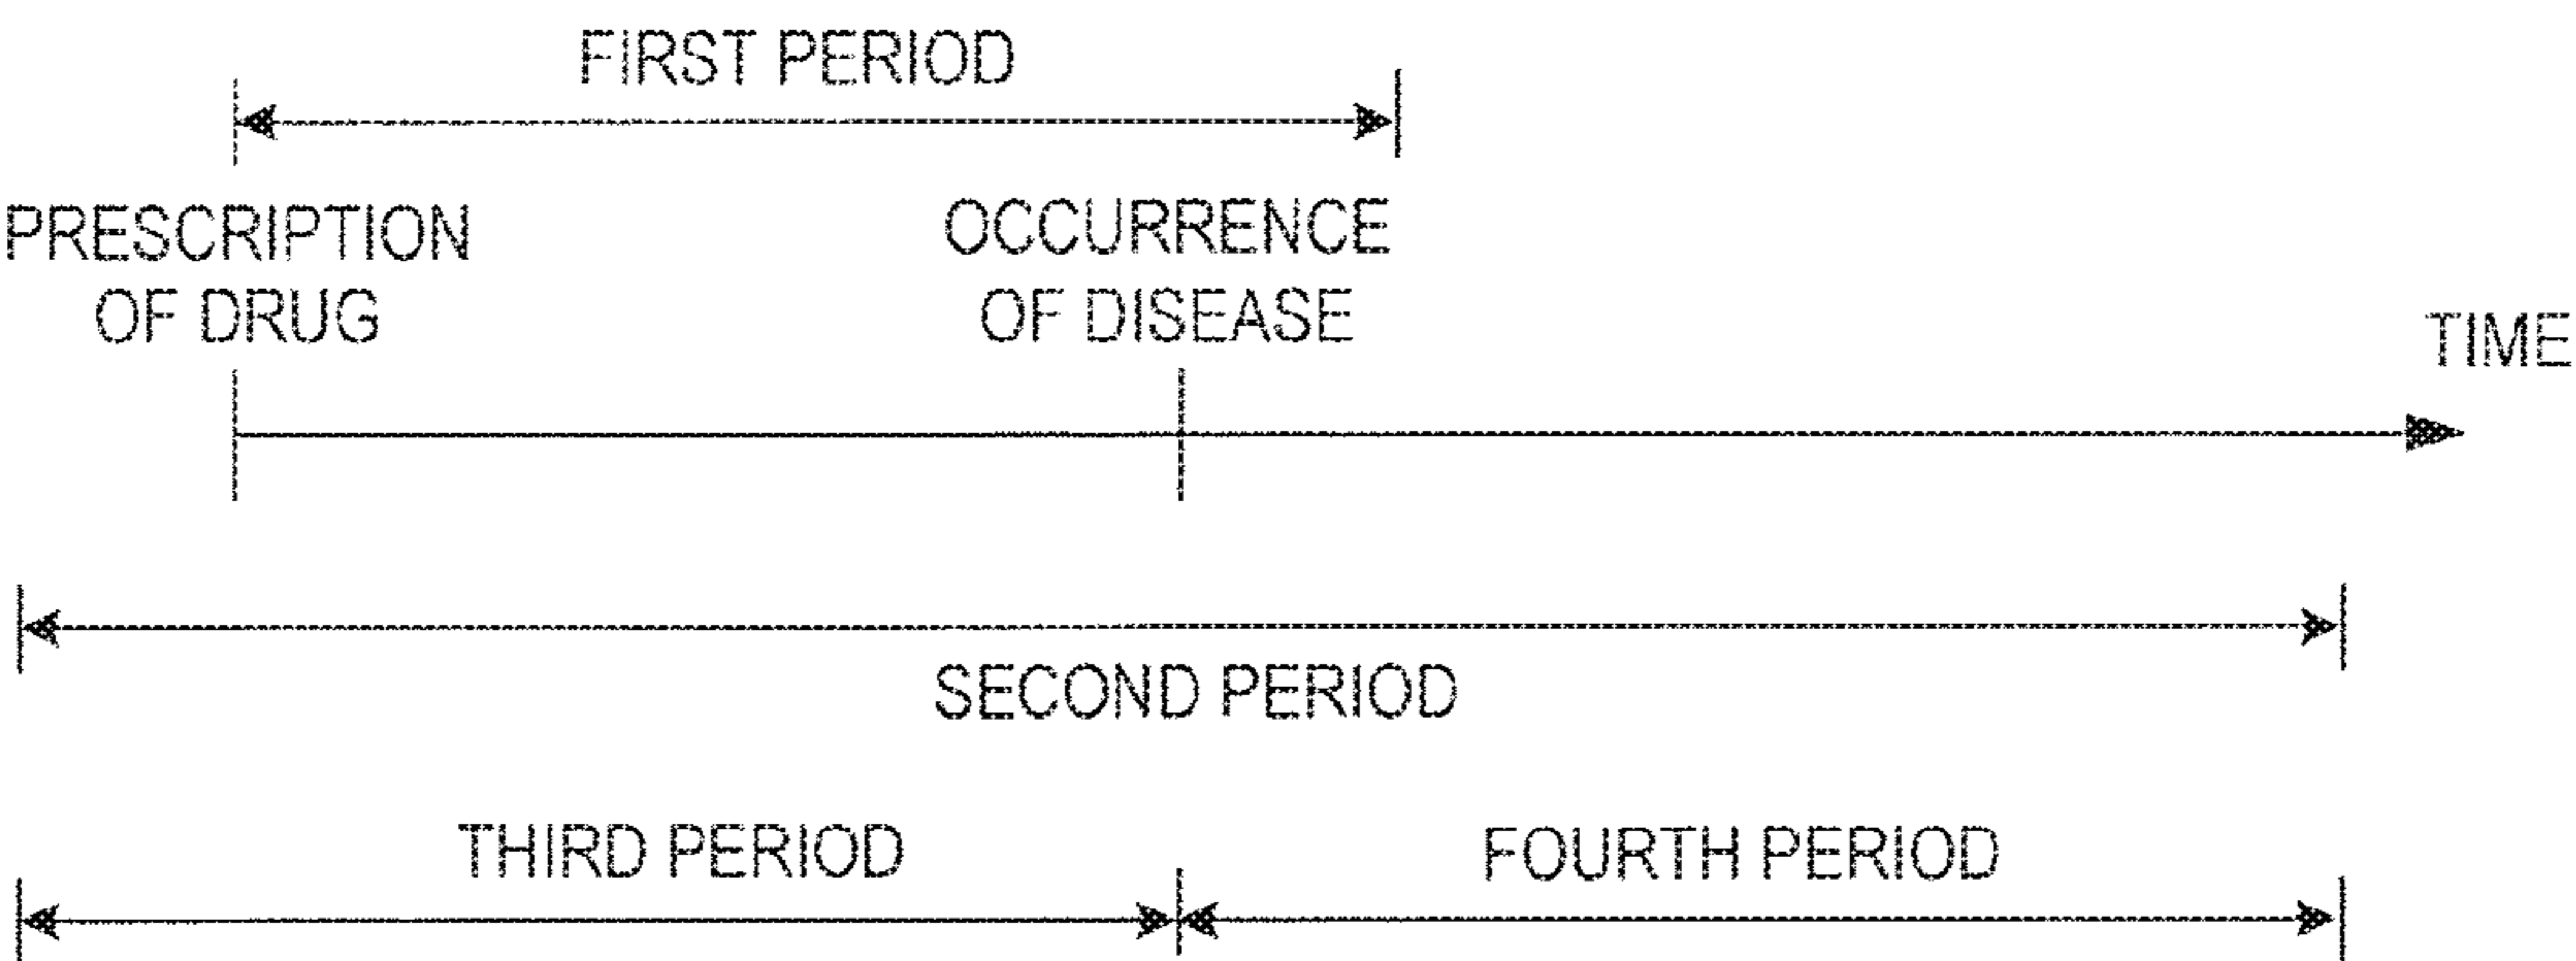 FIRST PERIOD
PRESCRIPTION
OF DRUG
OCCURRENCE
OF DISEASE
TIME
SECOND PERIOD
THIRD PERIOD
FOURTH PERIOD